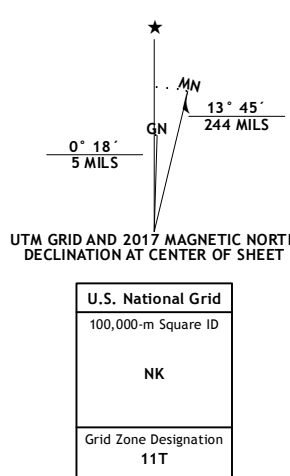 ★
MN
GN
13° 45´
244 MILS
0° 18´
5 MILS
UTM GRID AND 2017 MAGNETIC NORT
DECLINATION AT CENTER OF SHEET
U.S. National Grid
100,000-m Square ID
NK
Grid Zone Designation
11T